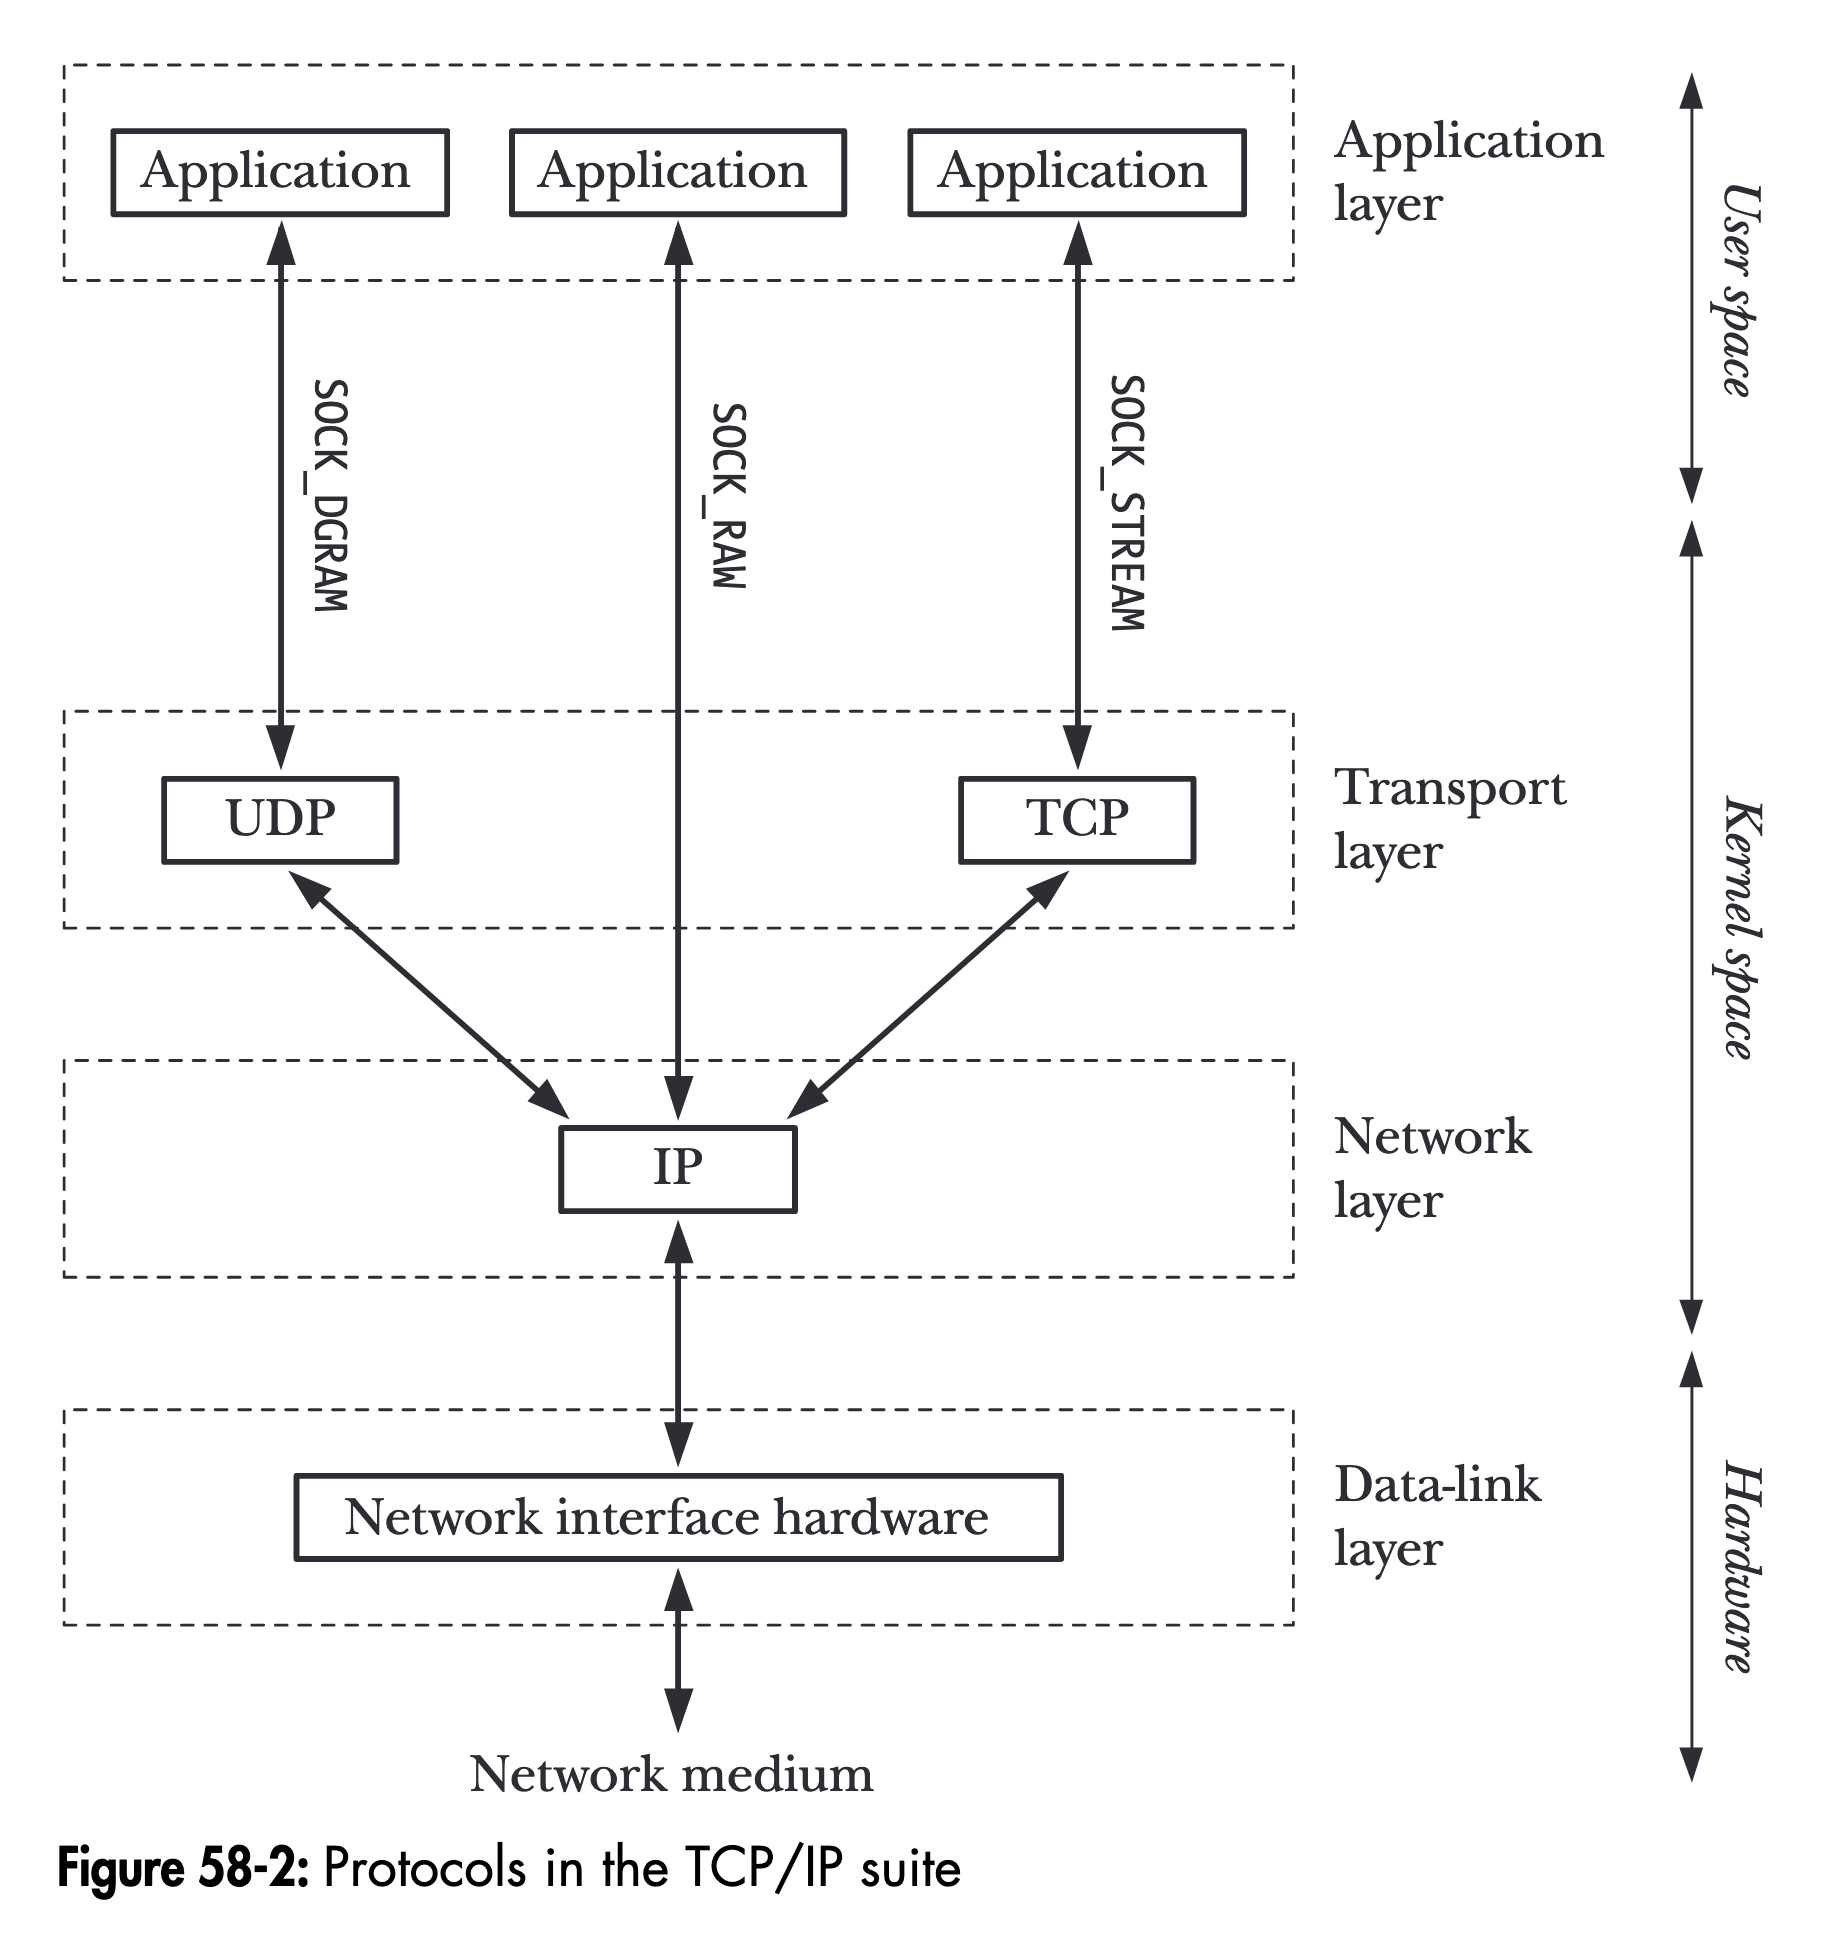 Application
Application
Application
Application
layer
User space
SOCK_DGRAM
SOCK_RAW
SOCK_STREAM
UDP
TCP
Transport
layer
Kernel space
IP
Network
layer
Network interface hardware
Data-link
layer
Hardware
Network medium
Figure 58-2: Protocols in the TCP/IP suite